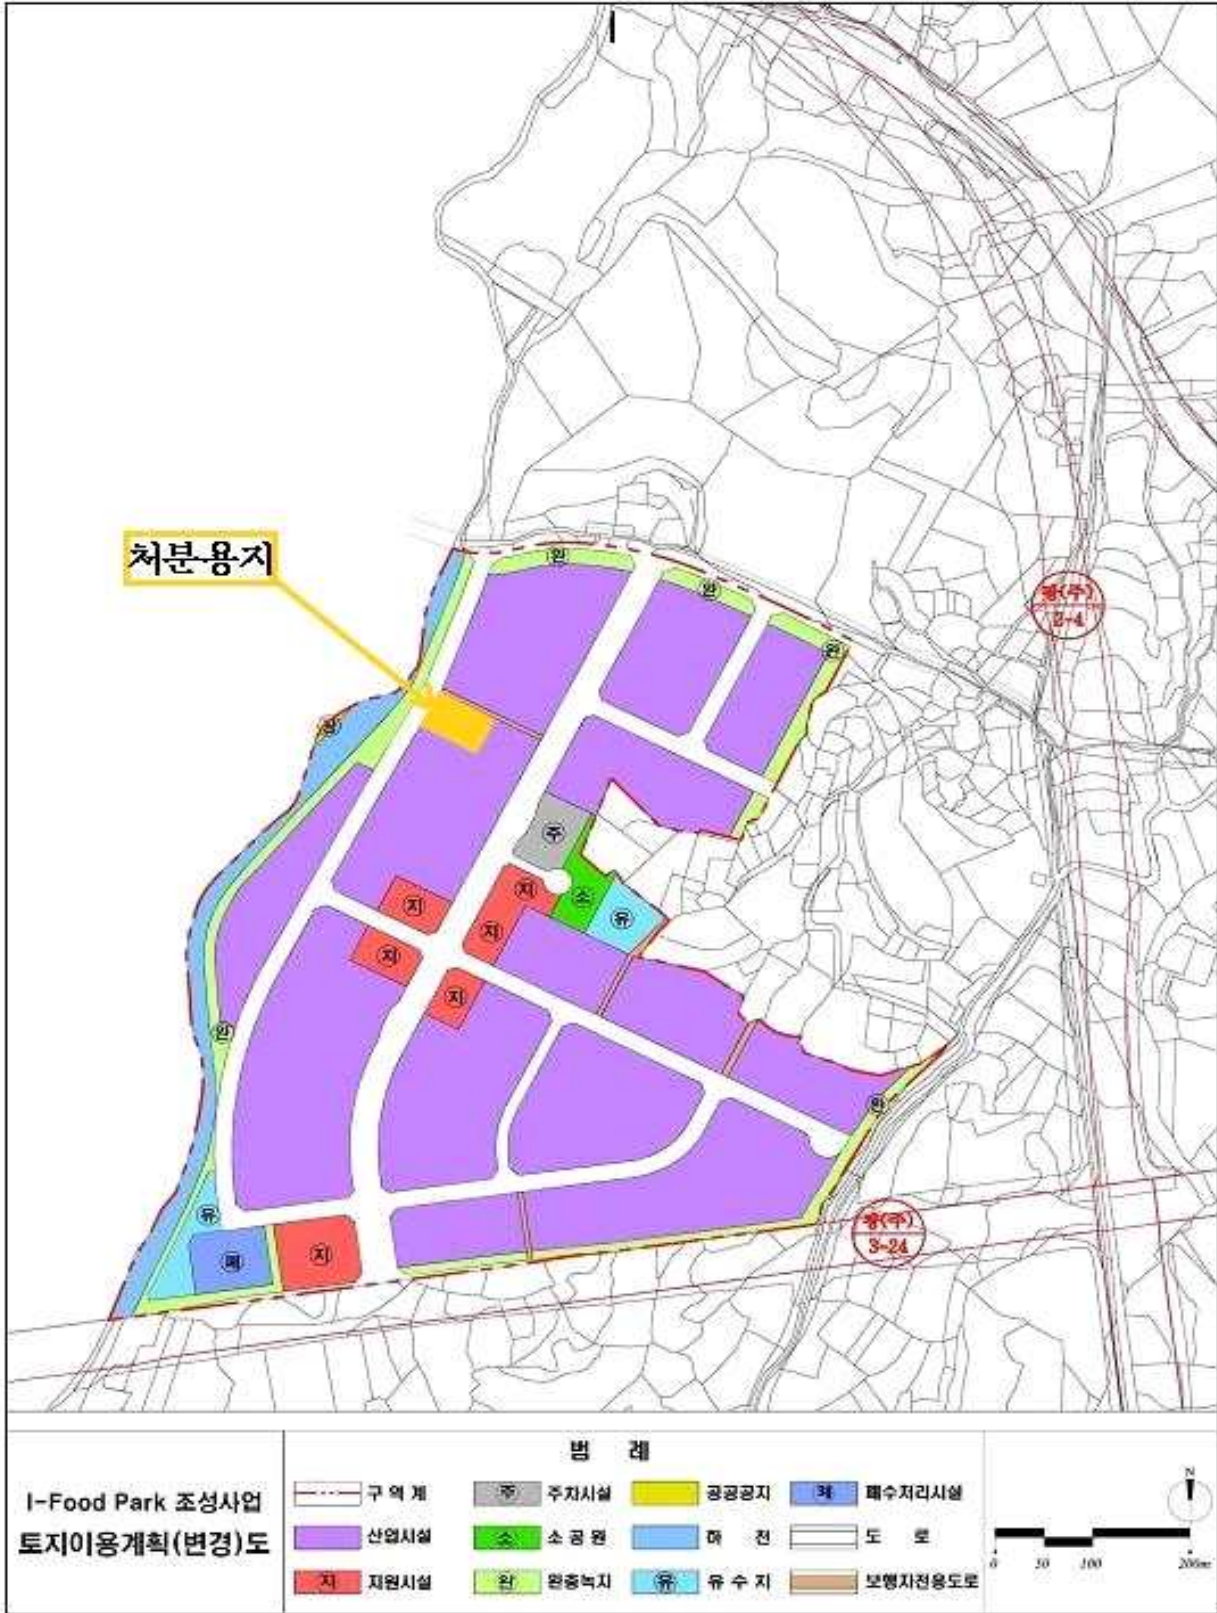 처분용지
완
완
완
광(주)
2-4
주
지
소
유
지
지
지
지
완
완
유
폐
지
광(주)
3-24
범 례
I-Food Park 조성사업
토지이용계획(변경)도
구 역 계
주 주차시설
공공공지
폐 폐수처리시설
산업시설
소 소 공 원
하 천
도 로
지 지원시설
완 완충녹지
유 유 수 지
보행자전용도로
N
0 50 100 200m